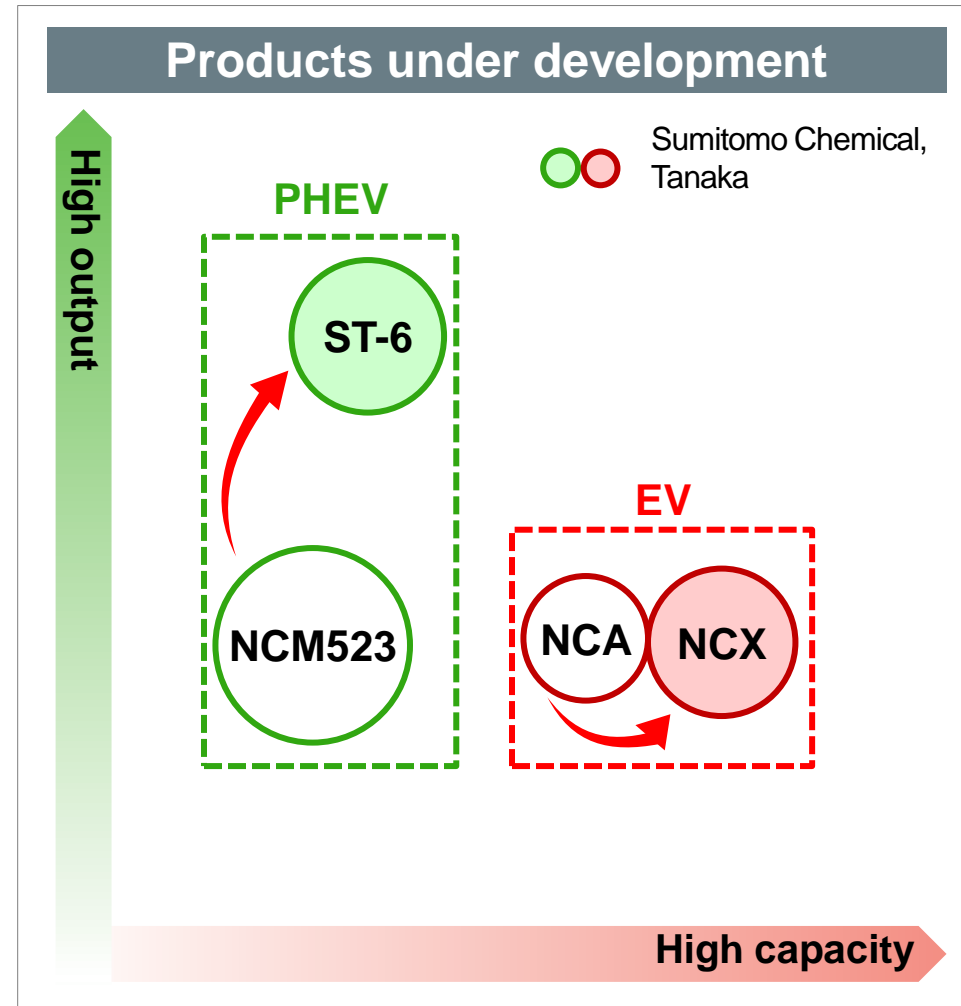 Products under development
High output
Sumitomo Chemical,
Tanaka
PHEV
ST-6
NCM523
EV
NCA
NCX
High capacity